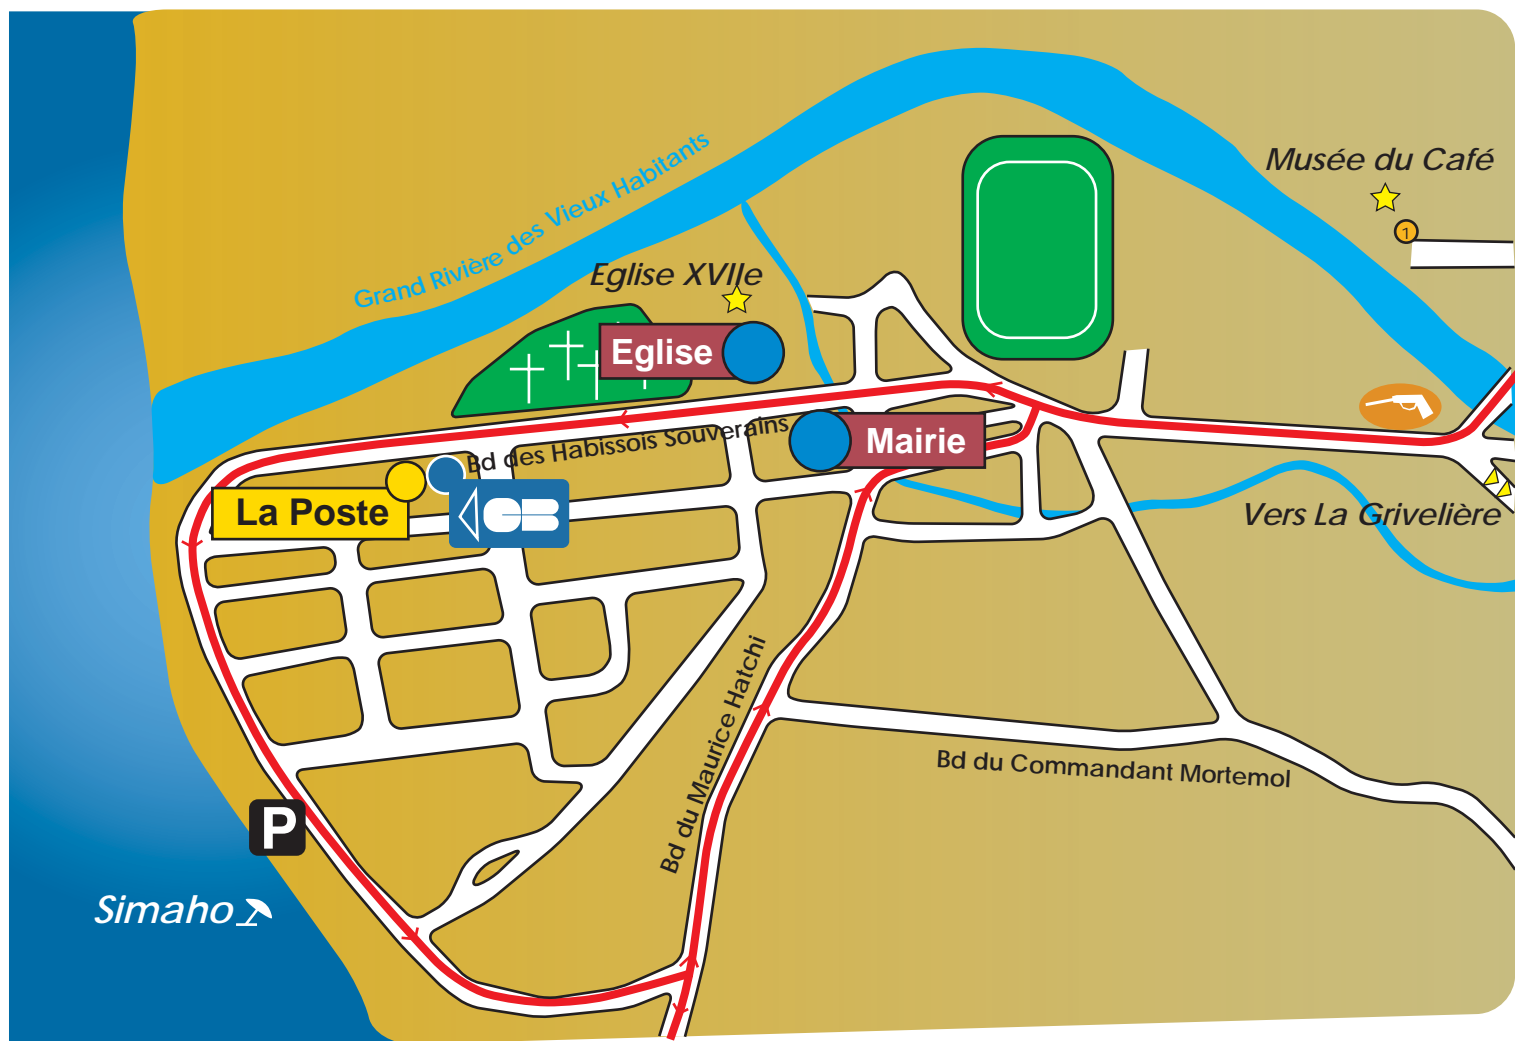 Musée du Café
1
Grand Rivière des Vieux Habitants
Eglise XVIIe
Eglise
Bd des Habissois Souverains
Mairie
La Poste
Vers La Grivelière
Bd du Maurice Hatchi
Bd du Commandant Mortemol
P
Simaho